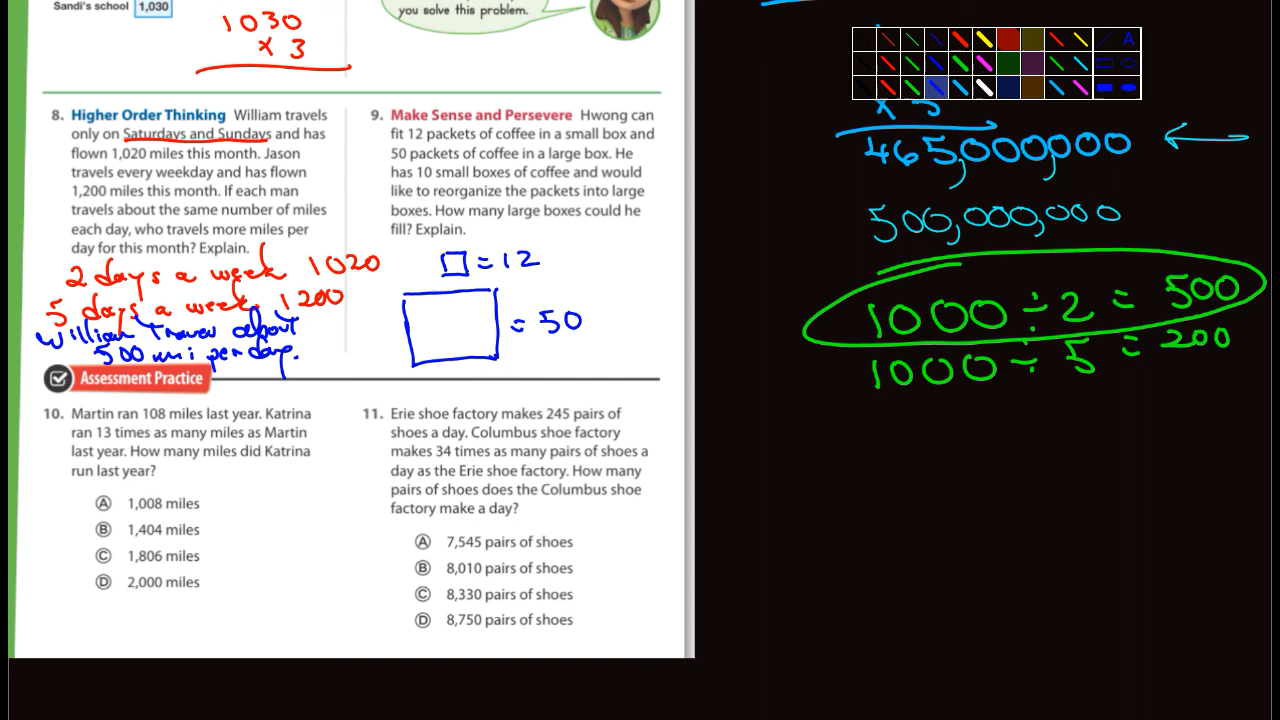 Sandi's school 1,030
you solve this problem.
1030
x 3
8. Higher Order Thinking William travels
only on Saturdays and Sundays and has
flown 1,020 miles this month. Jason
travels every weekday and has flown
1,200 miles this month. If each man
travels about the same number of miles
each day, who travels more miles per
day for this month? Explain.
2 days a week 1020
5 days a week. 1200
William Travel about
500 mi per day.
9. Make Sense and Persevere Hwong can
fit 12 packets of coffee in a small box and
50 packets of coffee in a large box. He
has 10 small boxes of coffee and would
like to reorganize the packets into large
boxes. How many large boxes could he
fill? Explain.
= 12
= 50
Assessment Practice
10. Martin ran 108 miles last year. Katrina
ran 13 times as many miles as Martin
last year. How many miles did Katrina
run last year?
A 1,008 miles
B 1,404 miles
C 1,806 miles
D 2,000 miles
11. Erie shoe factory makes 245 pairs of
shoes a day. Columbus shoe factory
makes 34 times as many pairs of shoes a
day as the Erie shoe factory. How many
pairs of shoes does the Columbus shoe
factory make a day?
A 7,545 pairs of shoes
B 8,010 pairs of shoes
C 8,330 pairs of shoes
D 8,750 pairs of shoes
A
465,000,000
500,000,000
1000 ÷ 2 = 500
1000 ÷ 5 = 200